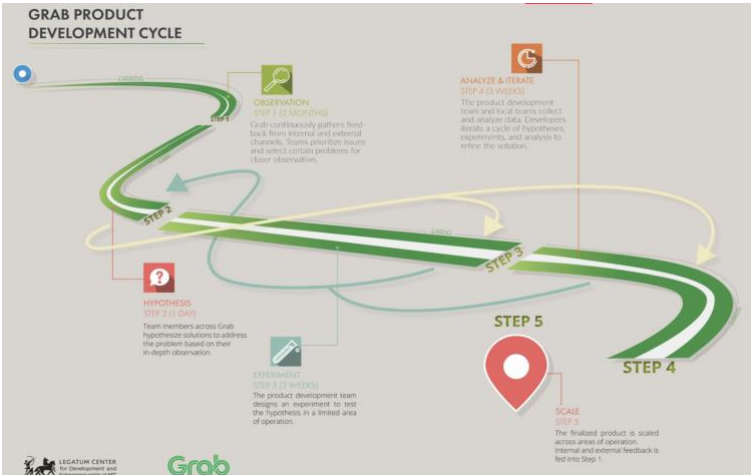 GRAB PRODUCT
DEVELOPMENT CYCLE
OBSERVATION
STEP 1 (2 MONTHS)
Grab continuously gathers feed-
back from internal and external
channels. Teams prioritize issues
and select certain problems for
closer observation.
ANALYZE & ITERATE
STEP 4 (3 WEEKS)
The product development
team and local teams collect
and analyze data. Developers
iterate a cycle of hypotheses,
experiments, and analysis to
refine the solution.
STEP 1
STEP 2
STEP 3
STEP 4
HYPOTHESIS
STEP 2 (1 DAY)
Team members across Grab
hypothesize solutions to address
the problem based on their
in-depth observation.
EXPERIMENT
STEP 3 (3 WEEKS)
The product development team
designs an experiment to test
the hypothesis in a limited area
of operation.
STEP 5
SCALE
STEP 5
The finalized product is scaled
across areas of operation.
Internal and external feedback is
fed into Step 1.
LEGATUM CENTER
for Development and
Grab